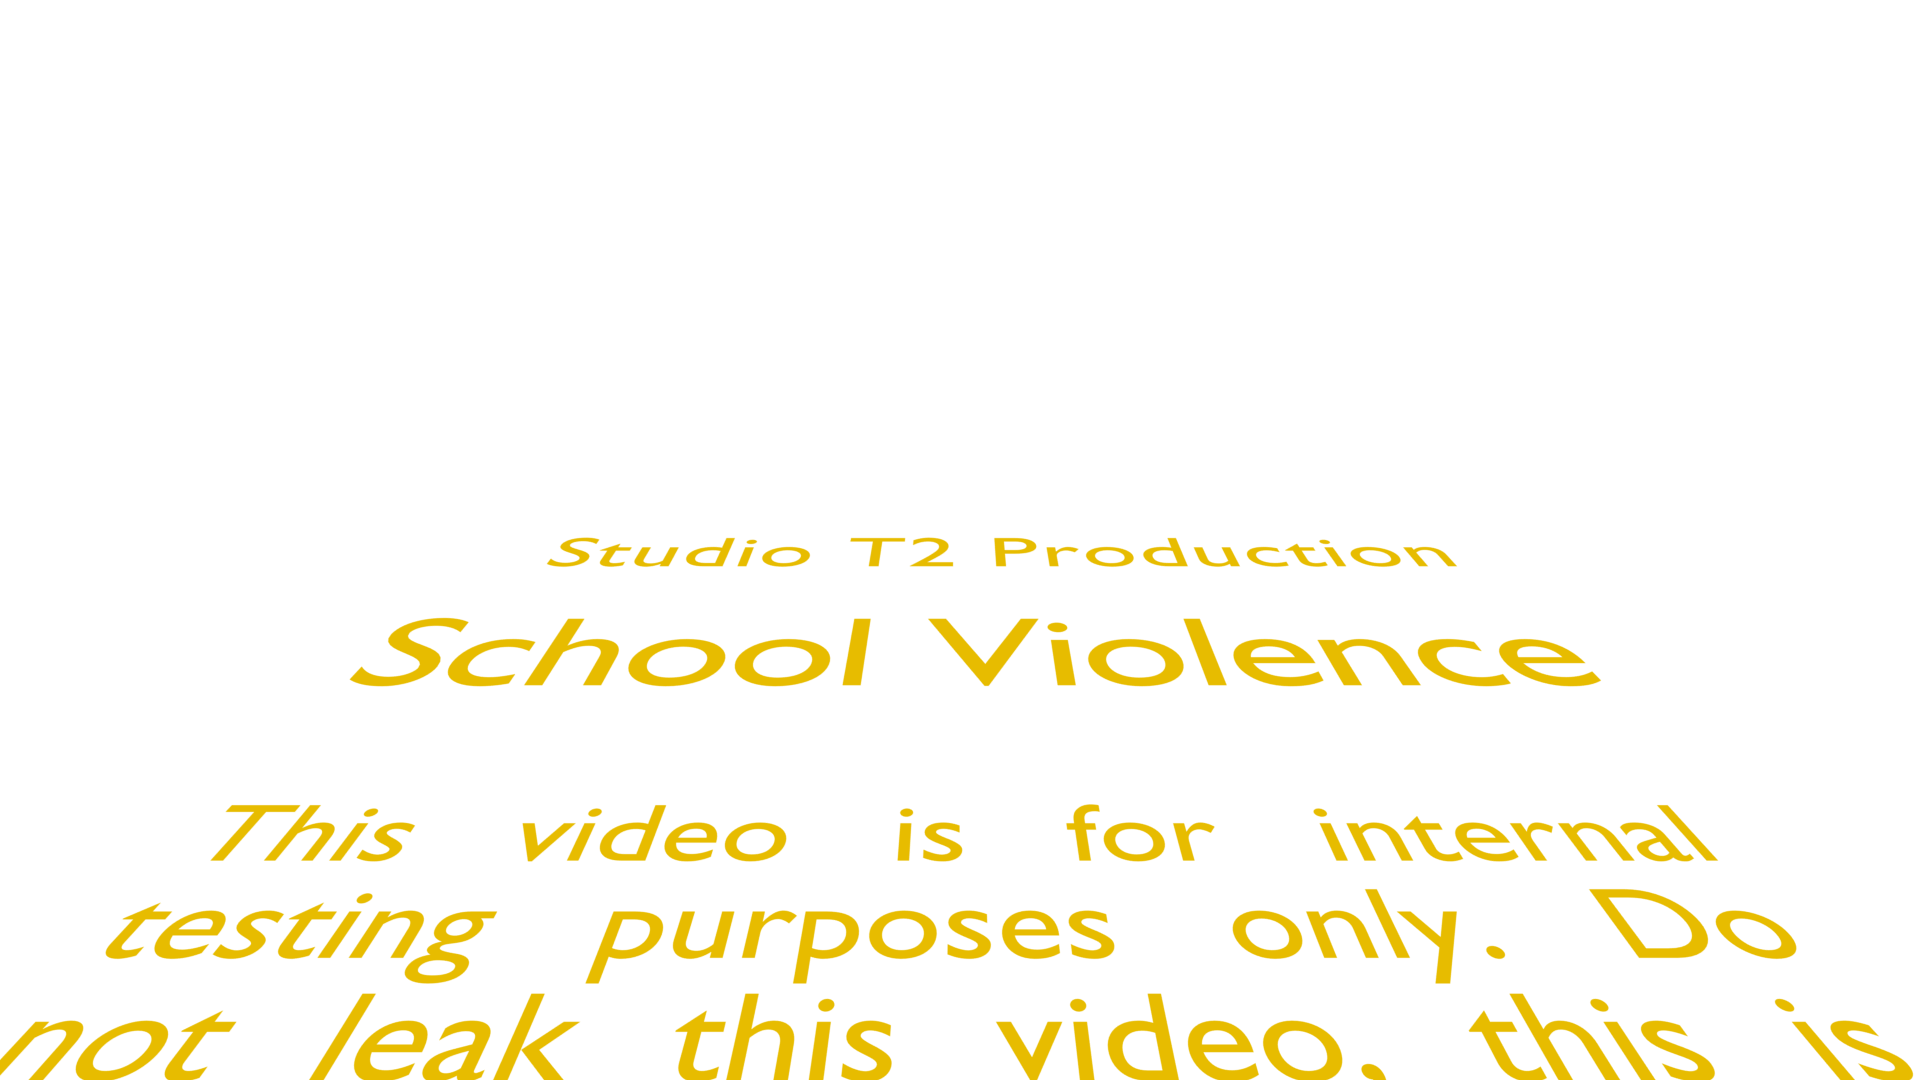 Studio T2 Production
School Violence
This video is for internal
testing purposes only. Do
not leak this video, this is